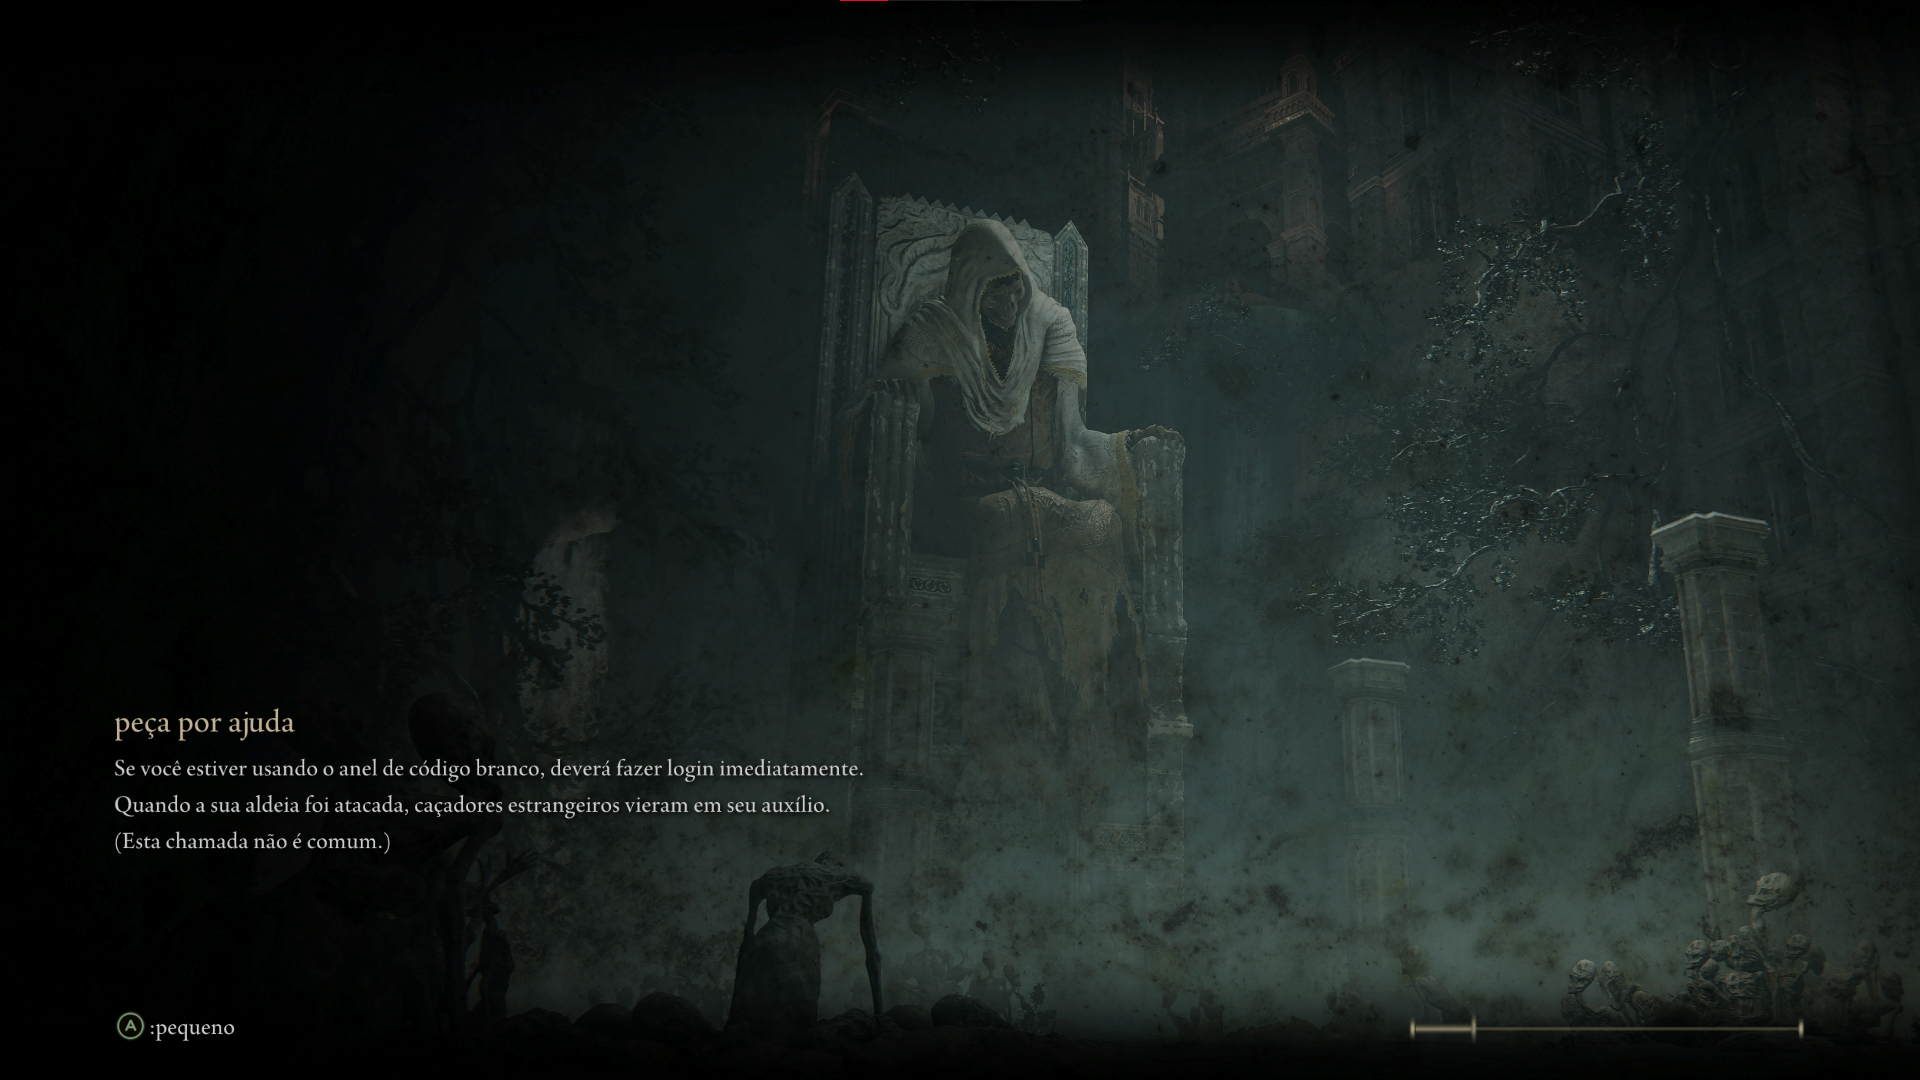 peça por ajuda
Se você estiver usando o anel de código branco, deverá fazer login imediatamente.
Quando a sua aldeia foi atacada, caçadores estrangeiros vieram em seu auxílio.
(Esta chamada não é comum.)
A :pequeno